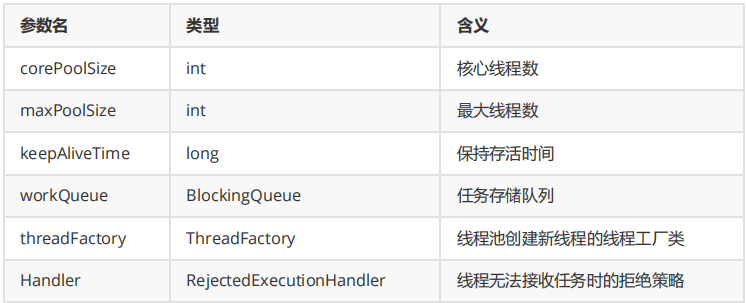 参数名 类型 含义
corePoolSize int 核心线程数
maxPoolSize int 最大线程数
keepAliveTime long 保持存活时间
workQueue BlockingQueue 任务存储队列
threadFactory ThreadFactory 线程池创建新线程的线程工厂类
Handler RejectedExecutionHandler 线程无法接收任务时的拒绝策略